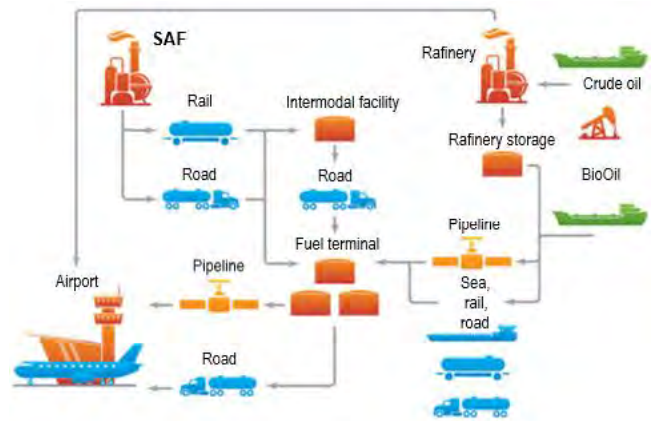 SAF
Rafinery
Crude oil
Rail
Intermodal facility
Rafinery storage
Road
Road
BioOil
Fuel terminal
Pipeline
Airport
Pipeline
Sea,
rail,
road
Road